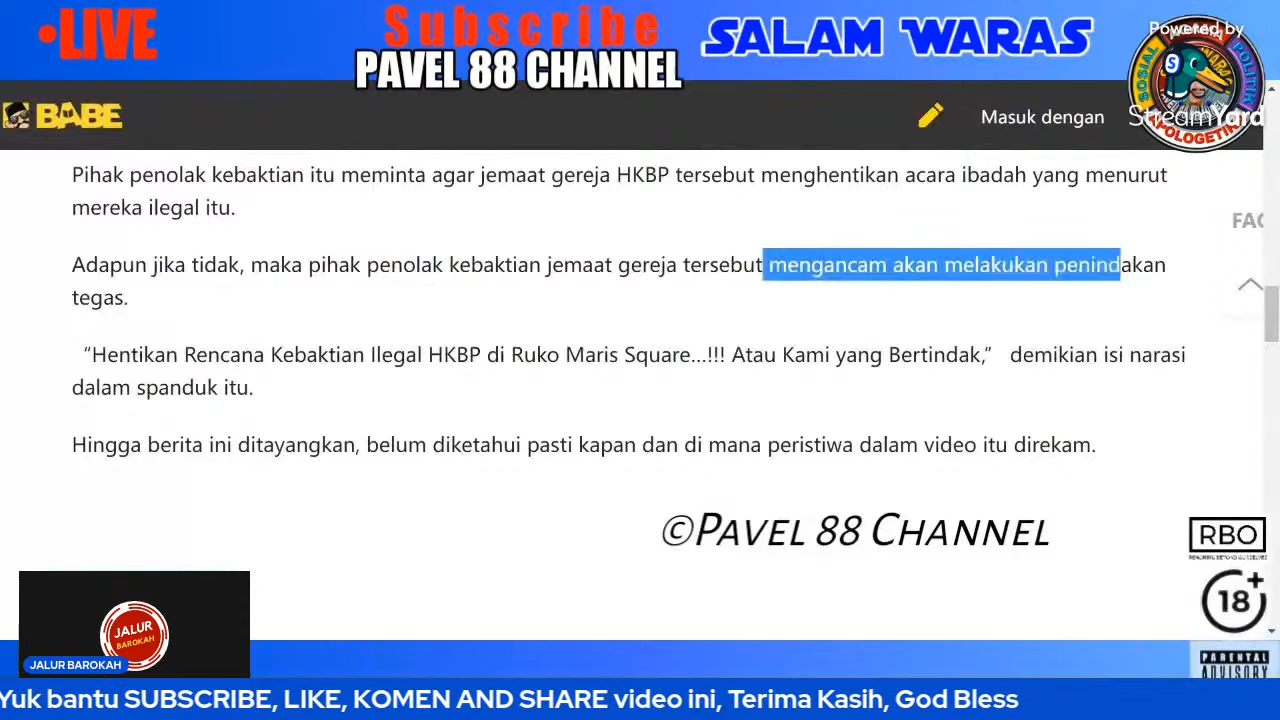 •LIVE
Subscribe
PAVEL 88 CHANNEL
SALAM WARAS
Powered by
StreamYard
SOSIAL
POLITIK
APOLOGETIK
BABE
Masuk dengan
Pihak penolak kebaktian itu meminta agar jemaat gereja HKBP tersebut menghentikan acara ibadah yang menurut
mereka ilegal itu.
FAC
Adapun jika tidak, maka pihak penolak kebaktian jemaat gereja tersebut mengancam akan melakukan penindakan
tegas.
“Hentikan Rencana Kebaktian Ilegal HKBP di Ruko Maris Square...!!! Atau Kami yang Bertindak,” demikian isi narasi
dalam spanduk itu.
Hingga berita ini ditayangkan, belum diketahui pasti kapan dan di mana peristiwa dalam video itu direkam.
©PAVEL 88 CHANNEL
RBO
18+
JALUR
BAROKAH
JALUR BAROKAH
PARENTAL
ADVISORY
Yuk bantu SUBSCRIBE, LIKE, KOMEN AND SHARE video ini, Terima Kasih, God Bless